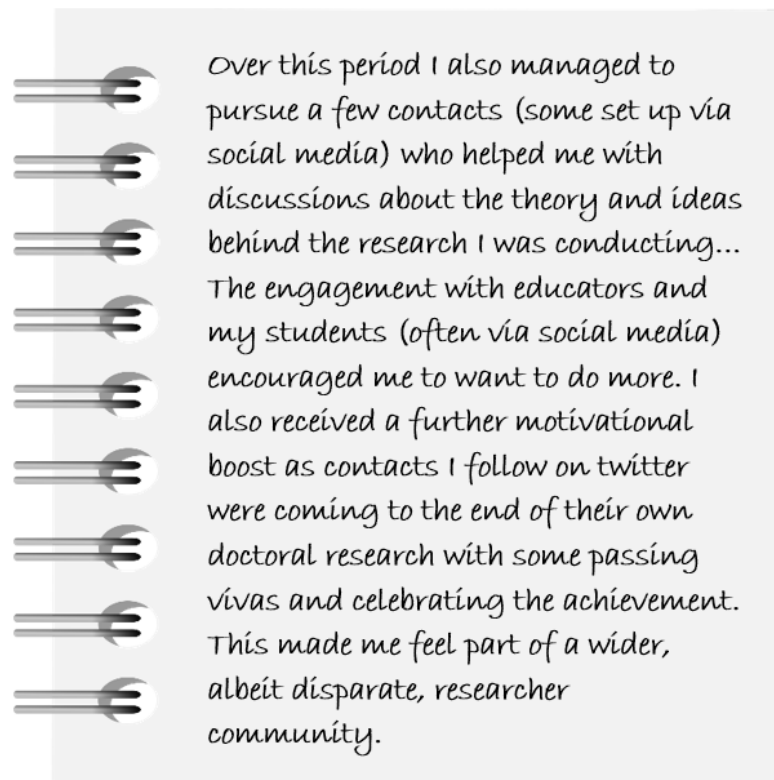 Over this period I also managed to
pursue a few contacts (some set up via
social media) who helped me with
discussions about the theory and ideas
behind the research I was conducting...
The engagement with educators and
my students (often via social media)
encouraged me to want to do more. I
also received a further motivational
boost as contacts I follow on twitter
were coming to the end of their own
doctoral research with some passing
vivas and celebrating the achievement.
This made me feel part of a wider,
albeit disparate, researcher
community.